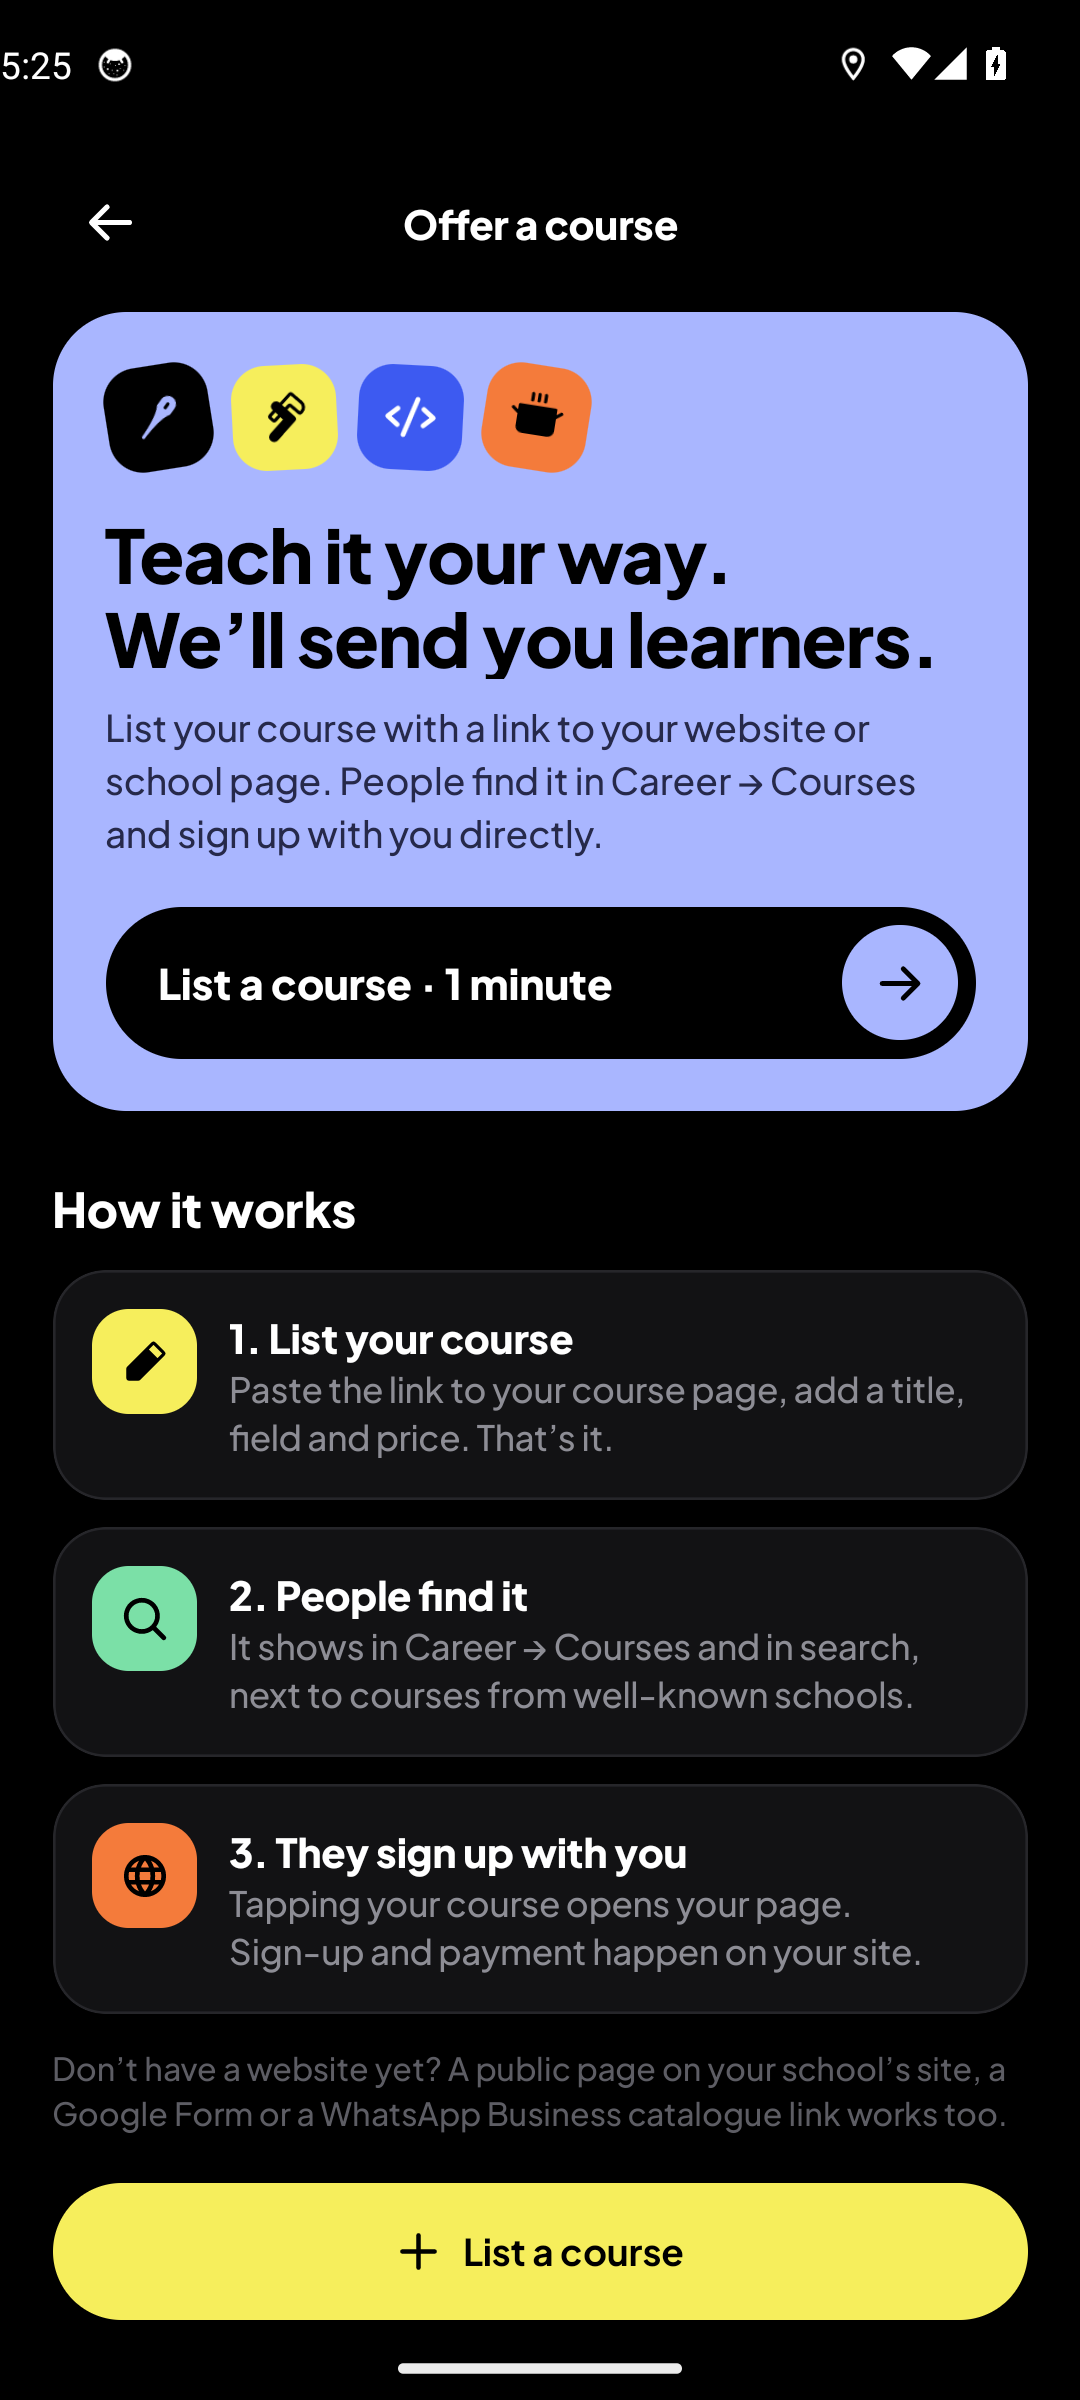 5:25
Offer a course
Teach it your way.
We’ll send you learners.
List your course with a link to your website or
school page. People find it in Career → Courses
and sign up with you directly.
List a course · 1 minute
How it works
1. List your course
Paste the link to your course page, add a title,
field and price. That’s it.
2. People find it
It shows in Career → Courses and in search,
next to courses from well-known schools.
3. They sign up with you
Tapping your course opens your page.
Sign-up and payment happen on your site.
Don’t have a website yet? A public page on your school’s site, a
Google Form or a WhatsApp Business catalogue link works too.
List a course